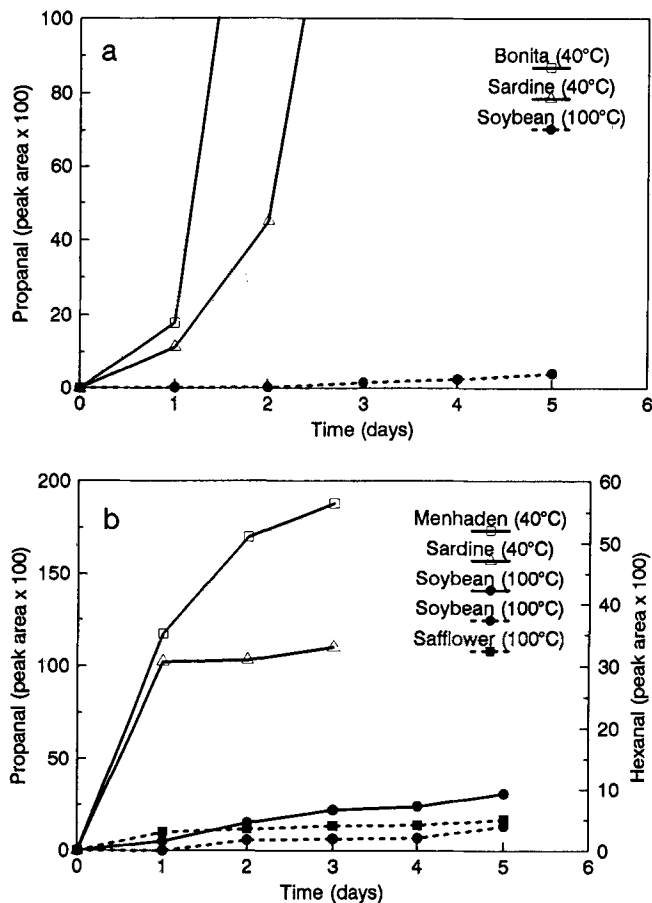 a
100
80
60
40
20
0
Propanal (peak area x 100)
Bonita (40°C)
Sardine (40°C)
Soybean (100°C)
0 1 2 3 4 5 6
Time (days)
b
200
150
100
50
0
Propanal (peak area x 100)
Menhaden (40°C)
Sardine (40°C)
Soybean (100°C)
Soybean (100°C)
Safflower (100°C)
60
50
40
30
20
10
0
Hexanal (peak area x 100)
0 1 2 3 4 5 6
Time (days)